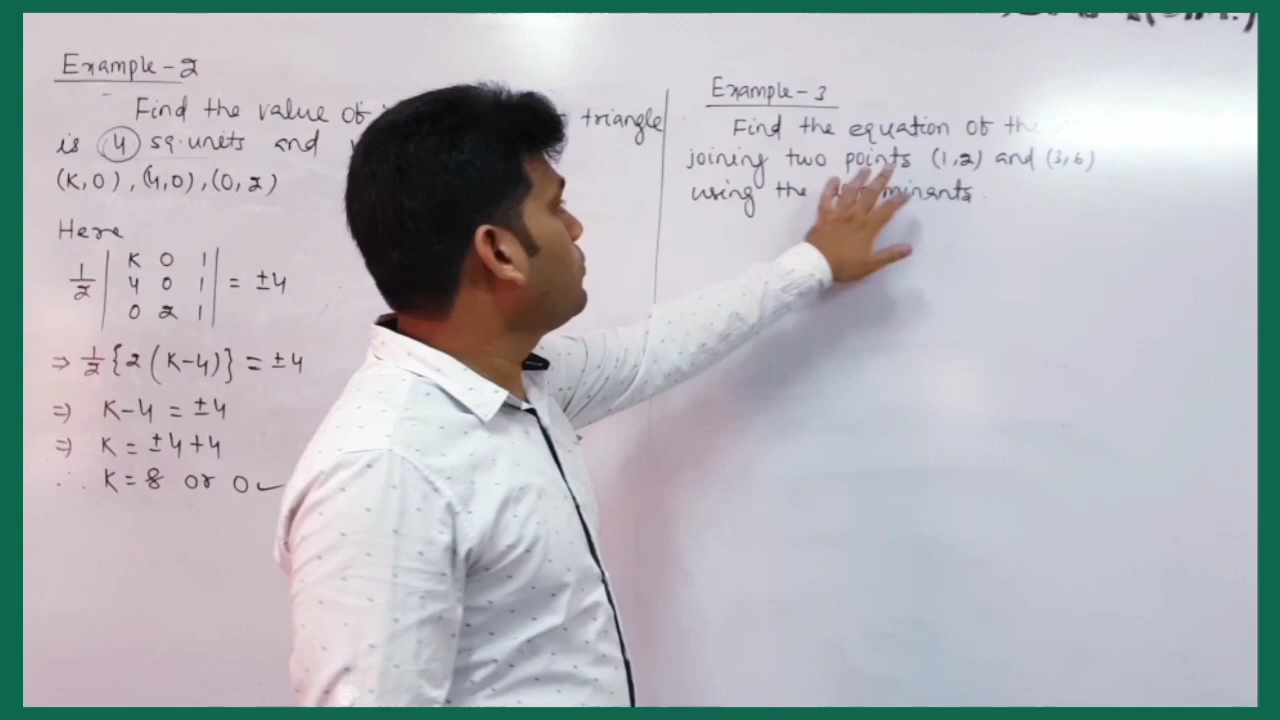 Example-2
Find the value of triangle
is 4 sq.units and
(K,0), (4,0), (0,2)
Here
1/2 | K 0 1 |
| 4 0 1 | = ±4
| 0 2 1 |
⇒ 1/2 {2(K-4)} = ±4
⇒ K-4 = ±4
⇒ K = ±4+4
∴ K = 8 or 0 ✓
Example-3
Find the equation of the
joining two points (1,2) and (3,6)
using the minants.